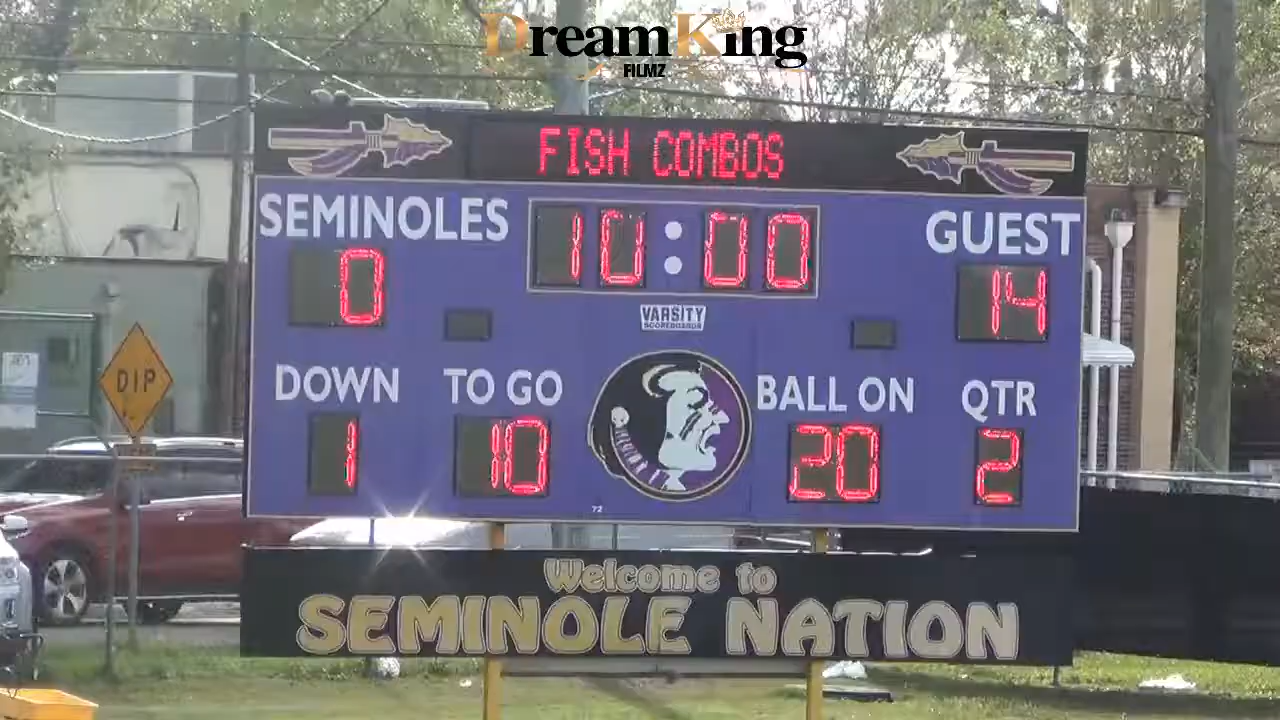 DreamKing
FILMZ
FISH COMBOS
SEMINOLES 10:00 GUEST
0 14
VARSITY
SCOREBOARDS
DOWN TO GO BALL ON QTR
1 10 20 2
72
DIP
Welcome to
SEMINOLE NATION